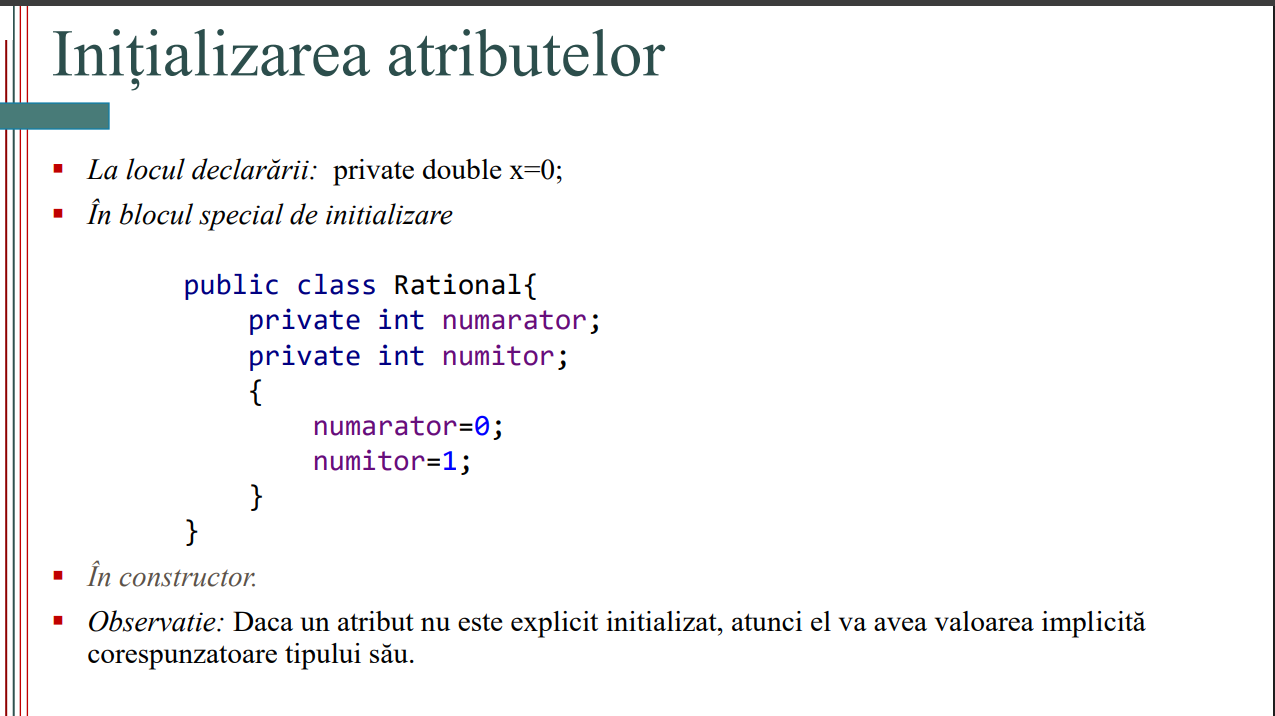 Inițializarea atributelor
La locul declarării: private double x=0;
În blocul special de initializare
public class Rational{
private int numarator;
private int numitor;
{
numarator=0;
numitor=1;
}
}
În constructor.
Observatie: Daca un atribut nu este explicit initializat, atunci el va avea valoarea implicită
corespunzatoare tipului său.